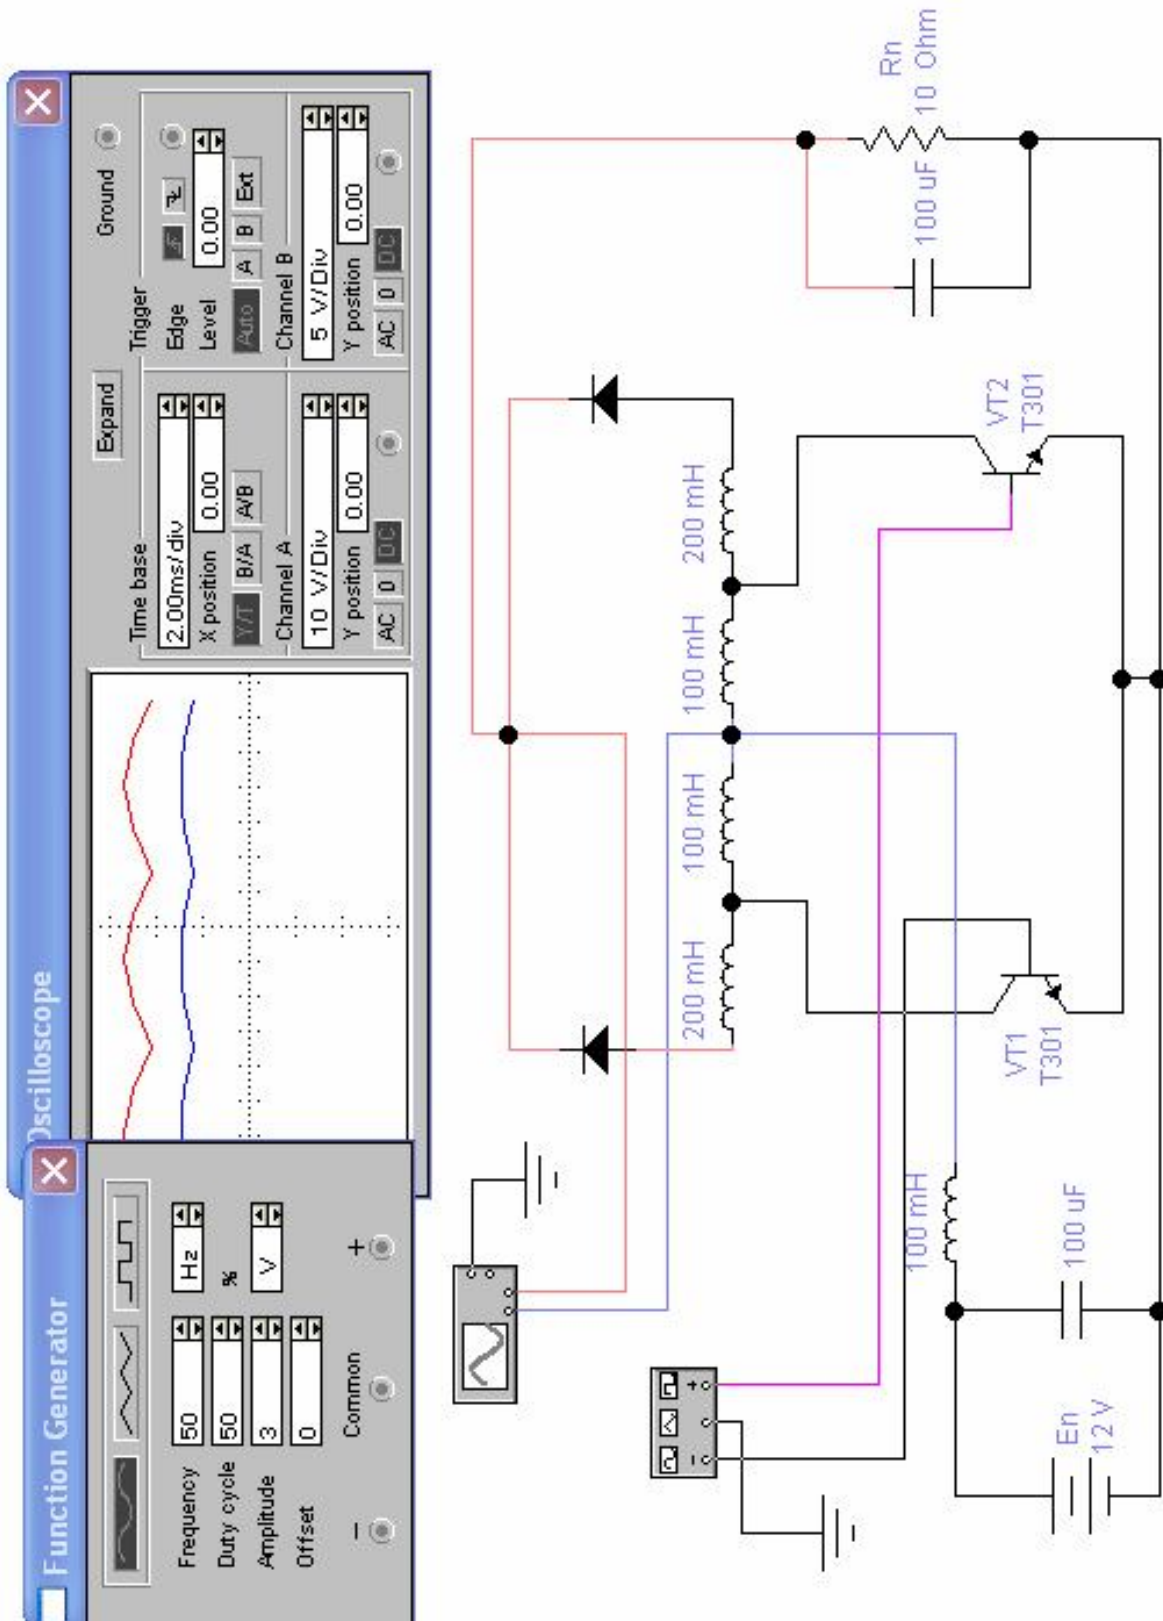 Function Generator
Frequency 50 Hz
Duty cycle 50 %
Amplitude 3 V
Offset 0
− Common +
Oscilloscope
Expand
Ground
Time base
2.00ms/div
X position 0.00
Y/T B/A A/B
Trigger
Edge
Level 0.00
Auto A B Ext
Channel A
10 V/Div
Y position 0.00
AC 0 DC
Channel B
5 V/Div
Y position 0.00
AC 0 DC
− +
En
12 V
100 uF
100 mH
200 mH
100 mH
100 mH
200 mH
VT1
T301
VT2
T301
100 uF
Rn
10 Ohm